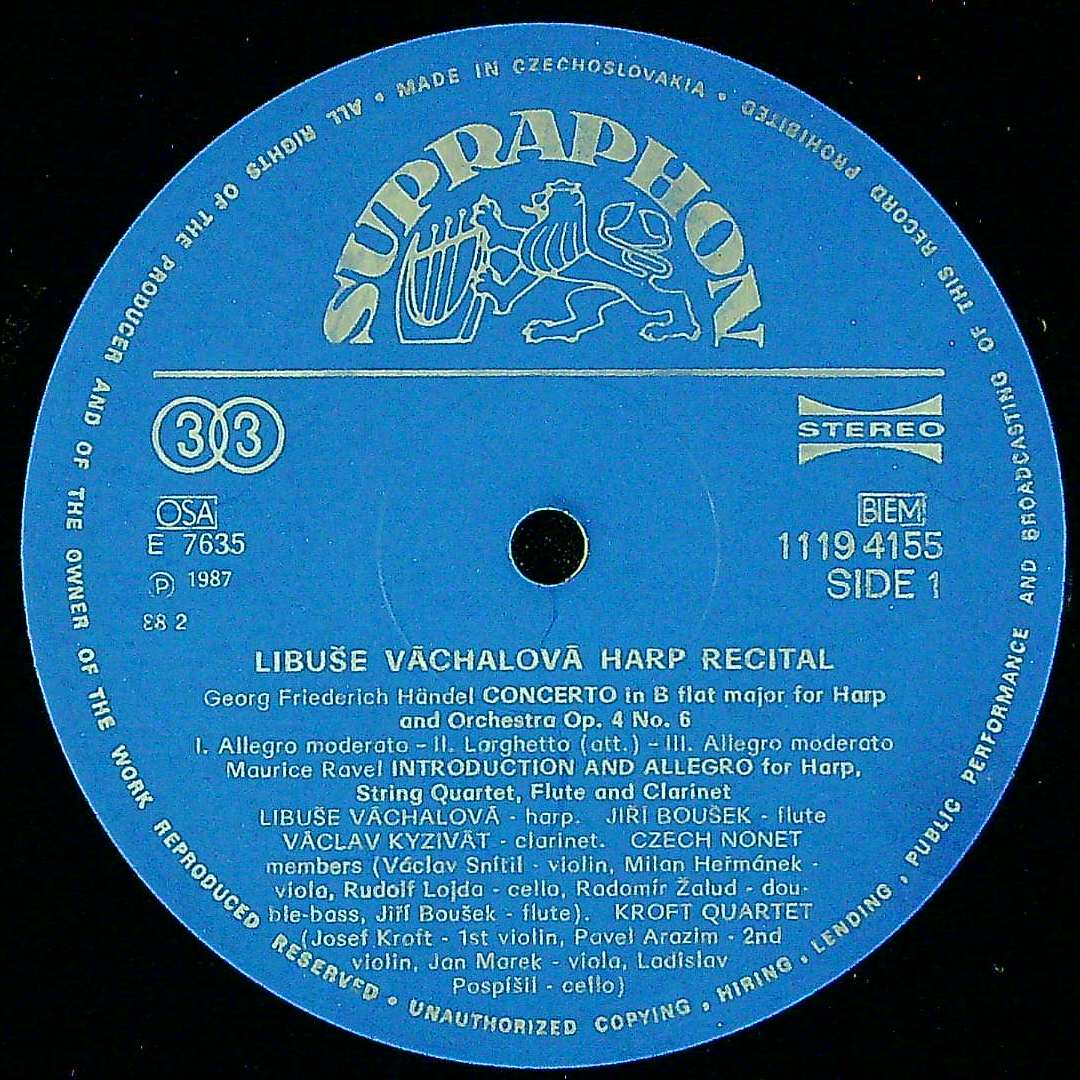 ALL RIGHTS OF THE PRODUCER AND OF THE OWNER OF THE WORK REPRODUCED RESERVED • UNAUTHORIZED COPYING, HIRING, LENDING, PUBLIC PERFORMANCE AND BROADCASTING OF THIS RECORD PROHIBITED • MADE IN CZECHOSLOVAKIA •
SUPRAPHON
33
STEREO
OSA
BIEM
E 7635
1119 4155
Ⓟ 1987
SIDE 1
88 2
LIBUŠE VÁCHALOVÁ HARP RECITAL
Georg Friederich Händel CONCERTO in B flat major for Harp
and Orchestra Op. 4 No. 6
I. Allegro moderato – II. Larghetto (att.) – III. Allegro moderato
Maurice Ravel INTRODUCTION AND ALLEGRO for Harp,
String Quartet, Flute and Clarinet
LIBUŠE VÁCHALOVÁ - harp. JIŘÍ BOUŠEK - flute
VÁCLAV KYZIVÁT - clarinet. CZECH NONET
members (Václav Snítil - violin, Milan Heřmánek -
viola, Rudolf Lojda - cello, Radomír Žalud - dou-
ble-bass, Jiří Boušek - flute). KROFT QUARTET
(Josef Kroft - 1st violin, Pavel Arazim - 2nd
violin, Jan Marek - viola, Ladislav
Pospíšil - cello)